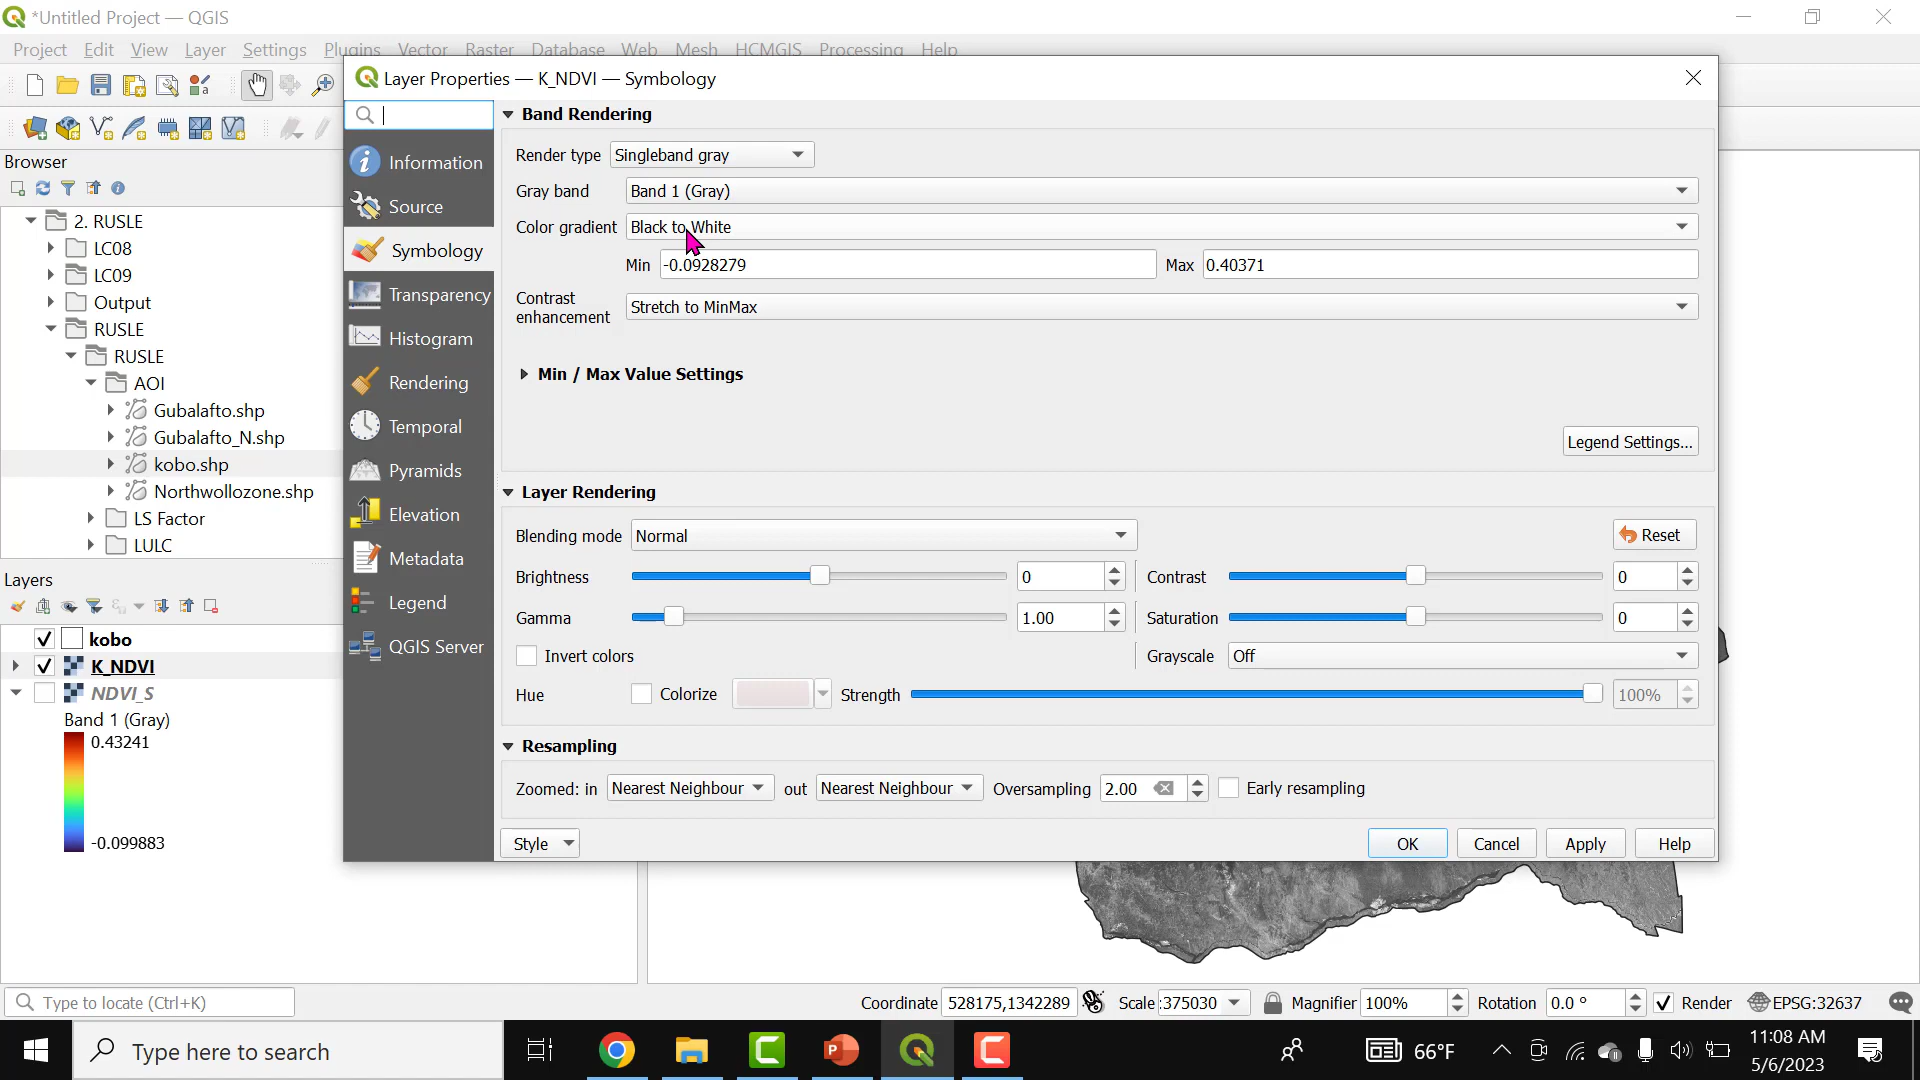 *Untitled Project — QGIS
Project Edit View Layer Settings Plugins Vector Raster Database Web Mesh HCMGIS Processing Help
Layer Properties — K_NDVI — Symbology
Browser
2. RUSLE
LC08
LC09
Output
RUSLE
RUSLE
AOI
Gubalafto.shp
Gubalafto_N.shp
kobo.shp
Northwollozone.shp
LS Factor
LULC
Layers
kobo
K_NDVI
NDVI_S
Band 1 (Gray)
0.43241
-0.099883
Information
Source
Symbology
Transparency
Histogram
Rendering
Temporal
Pyramids
Elevation
Metadata
Legend
QGIS Server
Band Rendering
Render type Singleband gray
Gray band Band 1 (Gray)
Color gradient Black to White
Min -0.0928279 Max 0.40371
Contrast
enhancement Stretch to MinMax
Min / Max Value Settings
Legend Settings...
Layer Rendering
Blending mode Normal Reset
Brightness 0 Contrast 0
Gamma 1.00 Saturation 0
Invert colors Grayscale Off
Hue Colorize Strength 100%
Resampling
Zoomed: in Nearest Neighbour out Nearest Neighbour Oversampling 2.00 Early resampling
Style OK Cancel Apply Help
Type to locate (Ctrl+K) Coordinate 528175,1342289 Scale :375030 Magnifier 100% Rotation 0.0 ° Render EPSG:32637
Type here to search 66°F 11:08 AM
5/6/2023